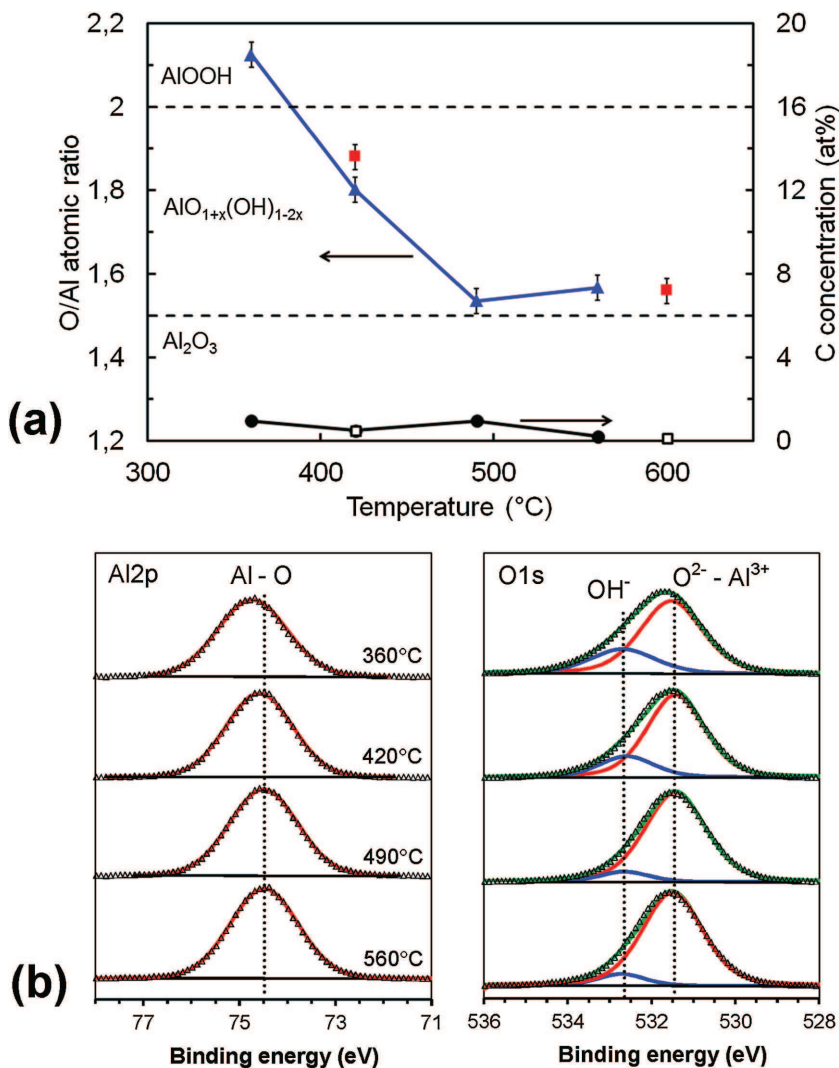 (a)
O/Al atomic ratio
2,2
2
1,8
1,6
1,4
1,2
AlOOH
AlO1+x(OH)1-2x
Al2O3
20
16
12
8
4
0
C concentration (at%)
300 400 500 600
Temperature (°C)
(b)
Al2p Al - O
360°C
420°C
490°C
560°C
77 75 73 71
Binding energy (eV)
O1s OH- O2- - Al3+
536 534 532 530 528
Binding energy (eV)